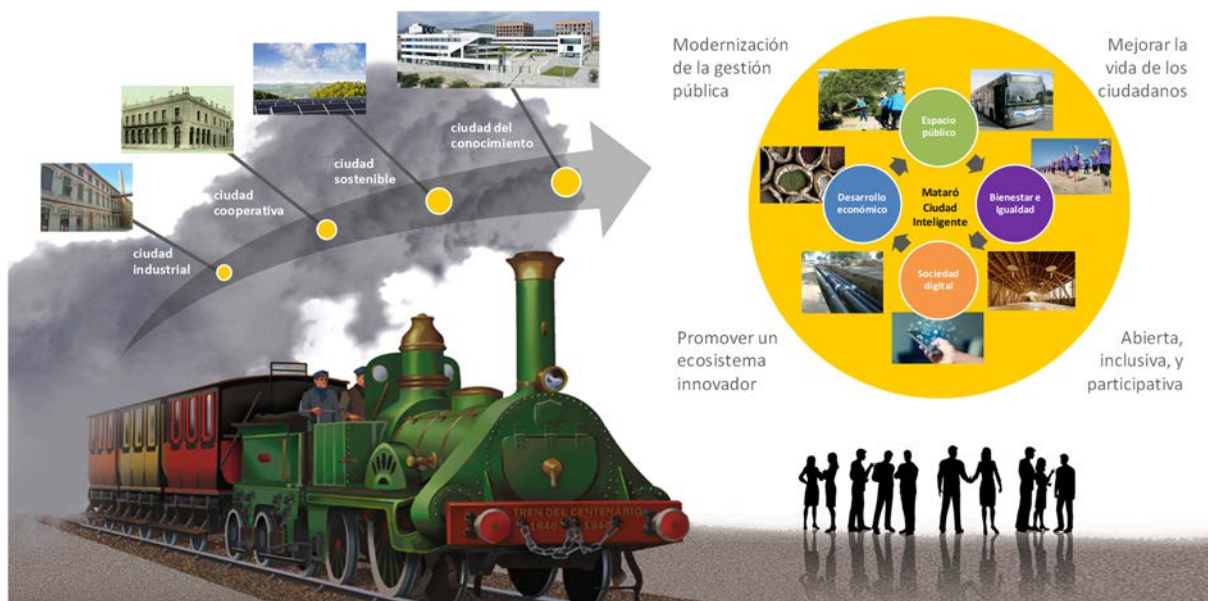 ciudad
industrial
ciudad
cooperativa
ciudad
sostenible
ciudad del
conocimiento
TREN DEL CENTENARIO
1848 1948
Modernización
de la gestión
pública
Mejorar la
vida de los
ciudadanos
Espacio
público
Desarrollo
económico
Mataró
Ciudad
Inteligente
Bienestar e
Igualdad
Sociedad
digital
Promover un
ecosistema
innovador
Abierta,
inclusiva, y
participativa